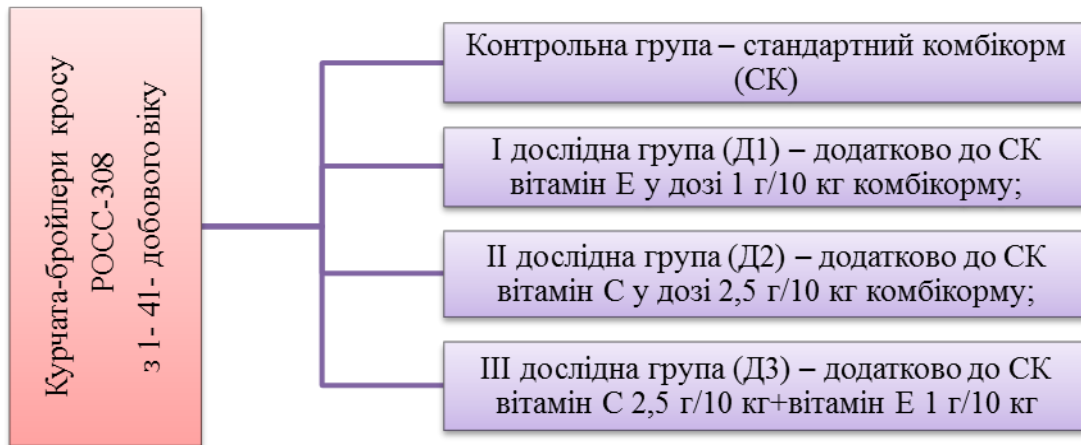 Курчата-бройлери кросу
РОСС-308
з 1- 41- добового віку
Контрольна група – стандартний комбікорм
(СК)
І дослідна група (Д1) – додатково до СК
вітамін Е у дозі 1 г/10 кг комбікорму;
ІІ дослідна група (Д2) – додатково до СК
вітамін С у дозі 2,5 г/10 кг комбікорму;
ІІІ дослідна група (Д3) – додатково до СК
вітамін С 2,5 г/10 кг+вітамін Е 1 г/10 кг